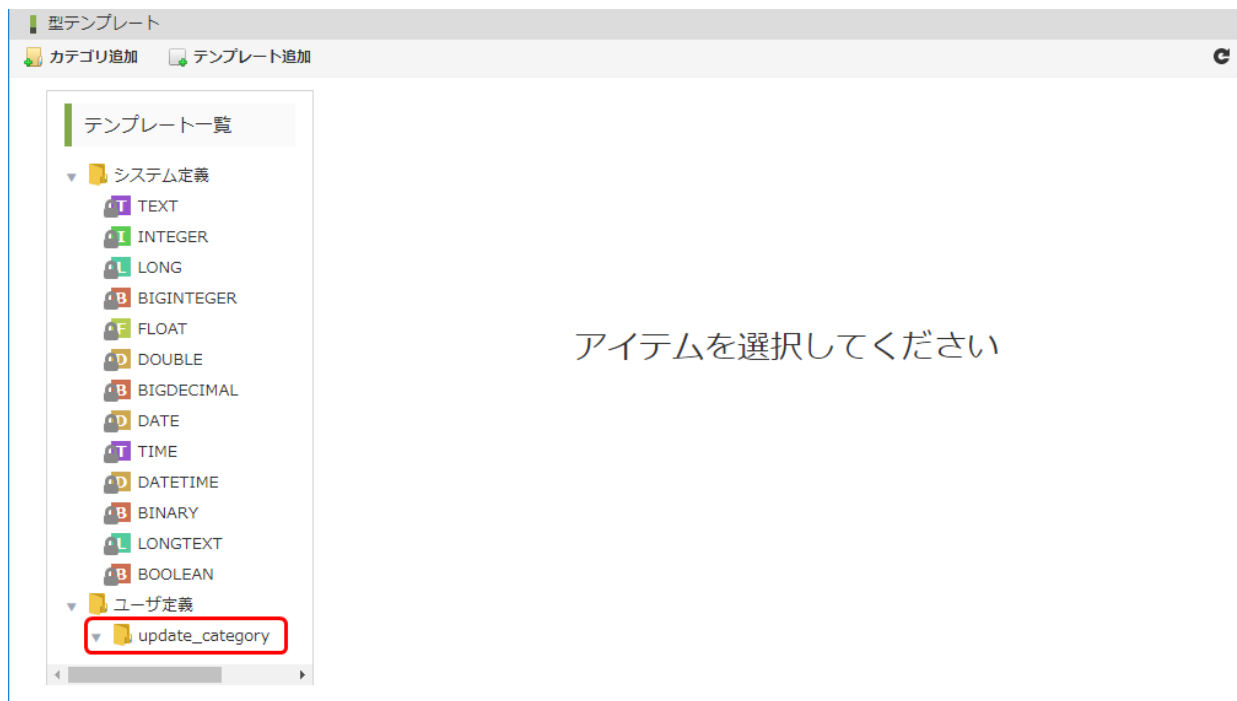 型テンプレート
カテゴリ追加 テンプレート追加
テンプレート一覧
システム定義
TEXT
INTEGER
LONG
BIGINTEGER
FLOAT
DOUBLE
BIGDECIMAL
DATE
TIME
DATETIME
BINARY
LONGTEXT
BOOLEAN
ユーザ定義
update_category
アイテムを選択してください